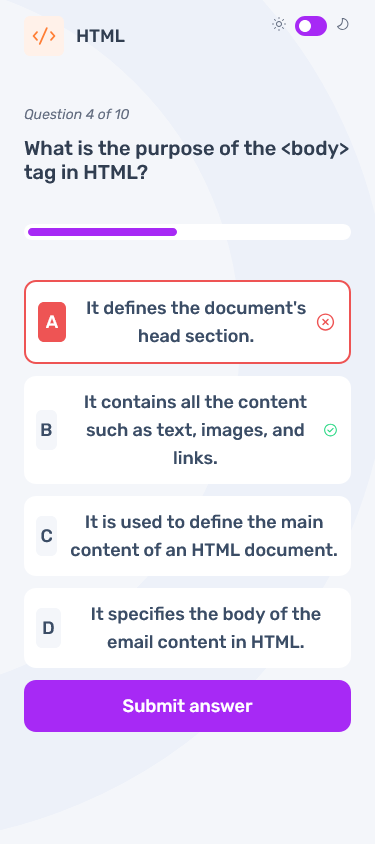 HTML
Question 4 of 10
What is the purpose of the <body>
tag in HTML?
A
It defines the document's
head section.
B
It contains all the content
such as text, images, and
links.
C
It is used to define the main
content of an HTML document.
D
It specifies the body of the
email content in HTML.
Submit answer